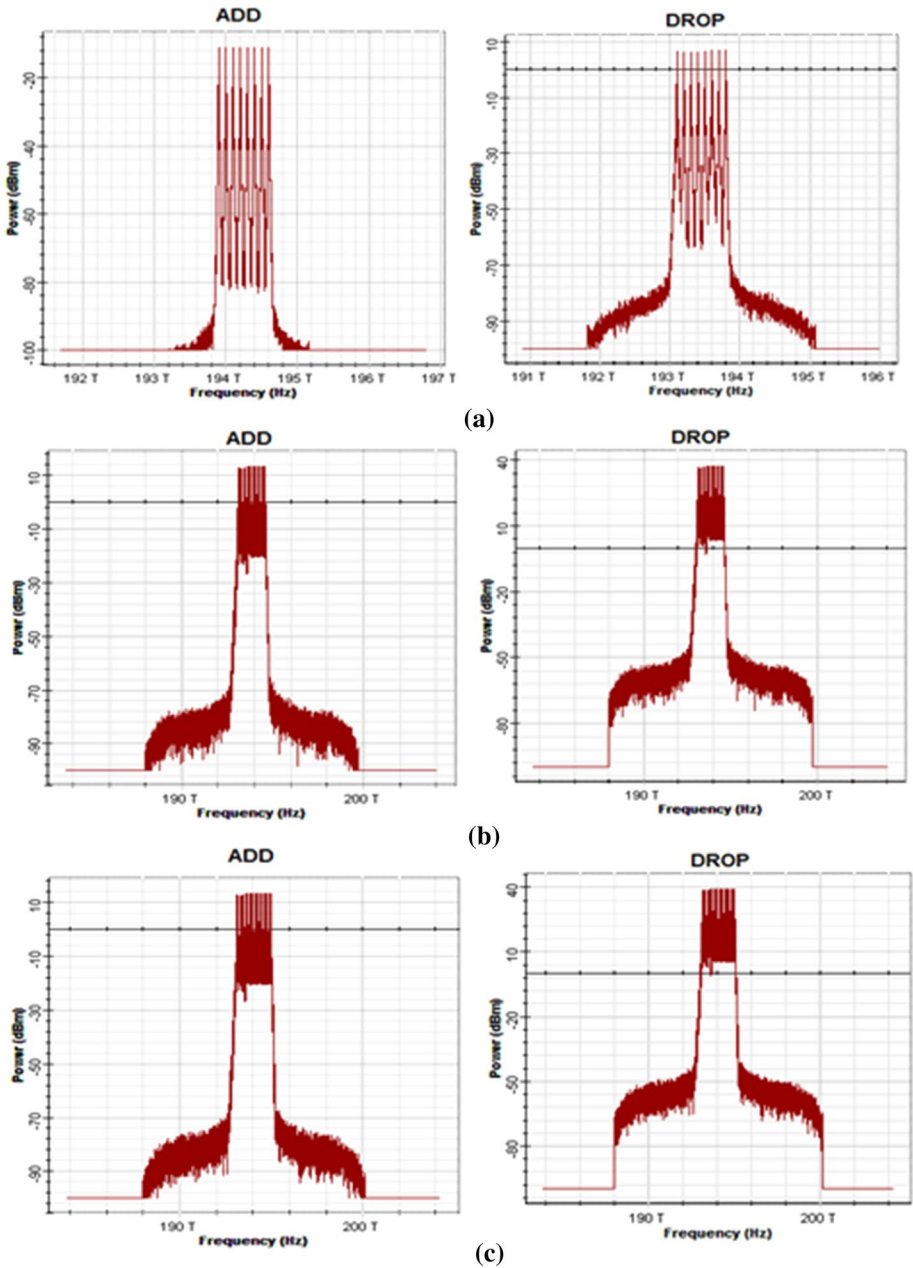 ADD
Power (dBm)
-20
-40
-60
-80
-100
192 T 193 T 194 T 195 T 196 T 197 T
Frequency (Hz)
DROP
Power (dBm)
10
-10
-30
-50
-70
-90
191 T 192 T 193 T 194 T 195 T 196 T
Frequency (Hz)
(a)
ADD
Power (dBm)
10
-10
-30
-50
-70
-90
190 T 200 T
Frequency (Hz)
DROP
Power (dBm)
40
10
-20
-50
-80
190 T 200 T
Frequency (Hz)
(b)
ADD
Power (dBm)
10
-10
-30
-50
-70
-90
190 T 200 T
Frequency (Hz)
DROP
Power (dBm)
40
10
-20
-50
-80
190 T 200 T
Frequency (Hz)
(c)